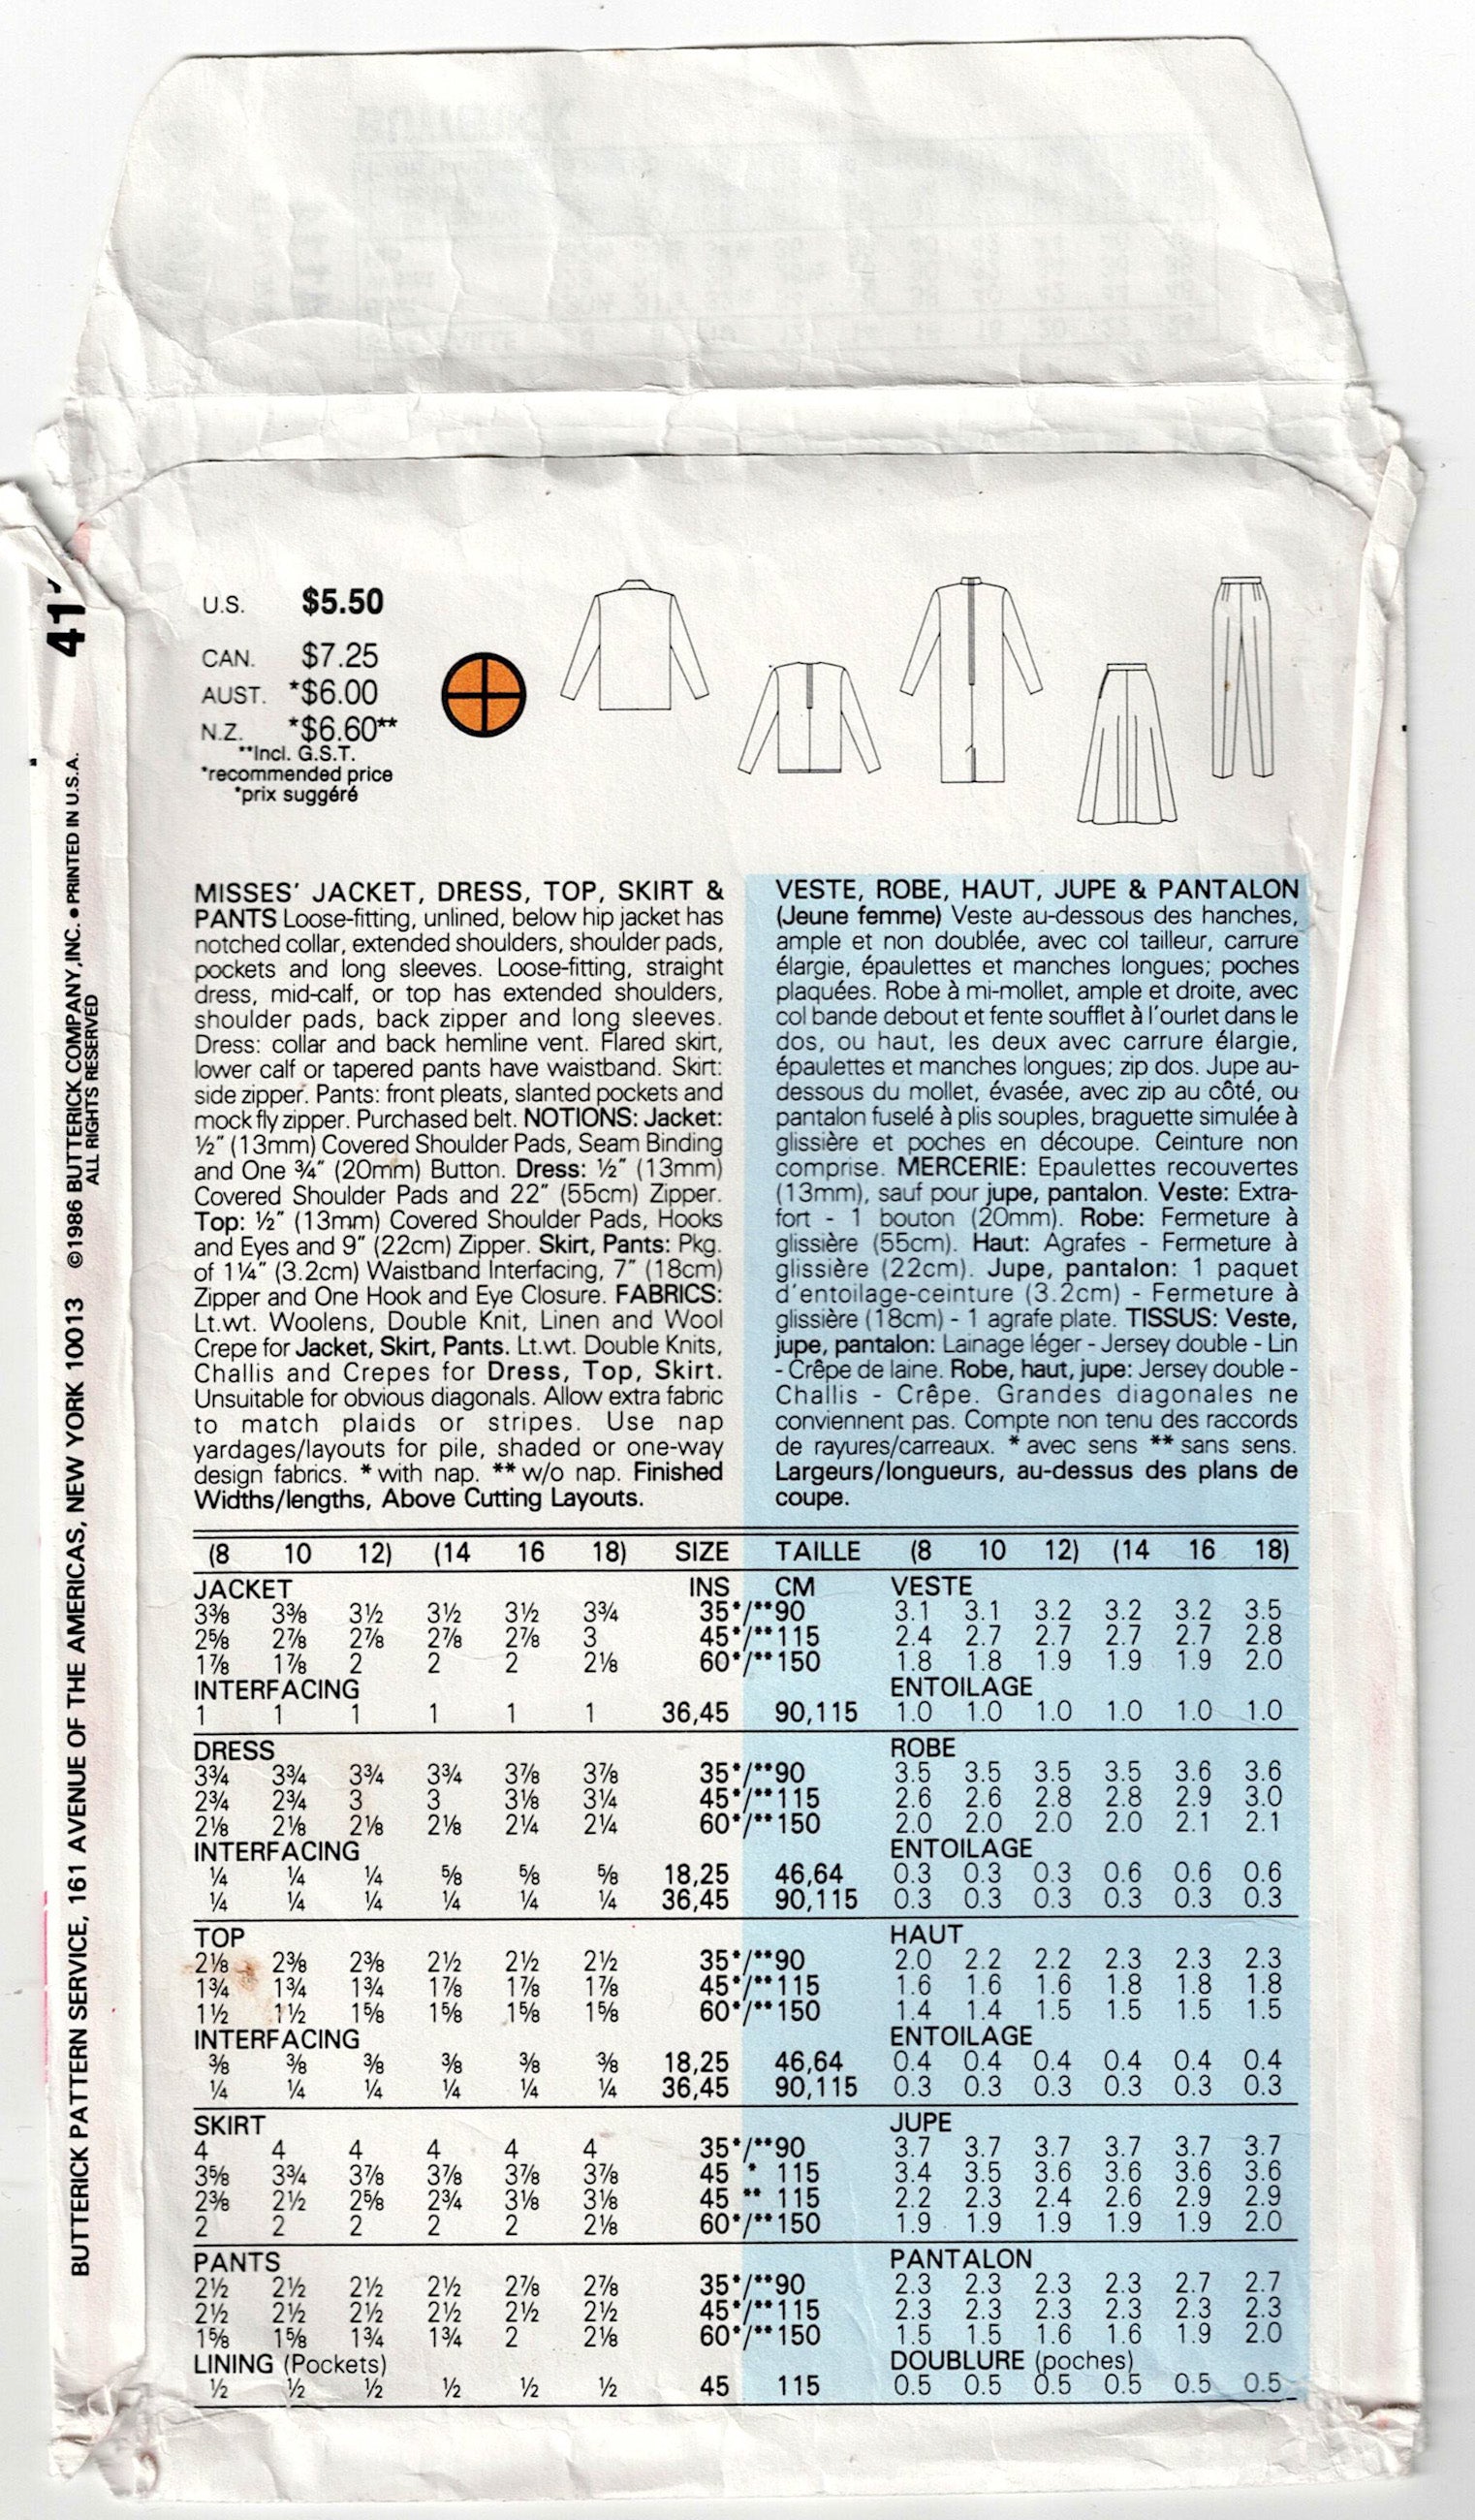 U.S. $5.50
CAN. $7.25
AUST. *$6.00
N.Z. *$6.60**
**Incl. G.S.T.
*recommended price
*prix suggéré
MISSES' JACKET, DRESS, TOP, SKIRT &
PANTS Loose-fitting, unlined, below hip jacket has
notched collar, extended shoulders, shoulder pads,
pockets and long sleeves. Loose-fitting, straight
dress, mid-calf, or top has extended shoulders,
shoulder pads, back zipper and long sleeves.
Dress: collar and back hemline vent. Flared skirt,
lower calf or tapered pants have waistband. Skirt:
side zipper. Pants: front pleats, slanted pockets and
mock fly zipper. Purchased belt. NOTIONS: Jacket:
½" (13mm) Covered Shoulder Pads, Seam Binding
and One ¾" (20mm) Button. Dress: ½" (13mm)
Covered Shoulder Pads and 22" (55cm) Zipper.
Top: ½" (13mm) Covered Shoulder Pads, Hooks
and Eyes and 9" (22cm) Zipper. Skirt, Pants: Pkg.
of 1¼" (3.2cm) Waistband Interfacing, 7" (18cm)
Zipper and One Hook and Eye Closure. FABRICS:
Lt.wt. Woolens, Double Knit, Linen and Wool
Crepe for Jacket, Skirt, Pants. Lt.wt. Double Knits,
Challis and Crepes for Dress, Top, Skirt.
Unsuitable for obvious diagonals. Allow extra fabric
to match plaids or stripes. Use nap
yardages/layouts for pile, shaded or one-way
design fabrics. * with nap. ** w/o nap. Finished
Widths/lengths, Above Cutting Layouts.
VESTE, ROBE, HAUT, JUPE & PANTALON
(Jeune femme) Veste au-dessous des hanches,
ample et non doublée, avec col tailleur, carrure
élargie, épaulettes et manches longues; poches
plaquées. Robe à mi-mollet, ample et droite, avec
col bande debout et fente soufflet à l'ourlet dans le
dos, ou haut, les deux avec carrure élargie,
épaulettes et manches longues; zip dos. Jupe au-
dessous du mollet, évasée, avec zip au côté, ou
pantalon fuselé à plis souples, braguette simulée à
glissière et poches en découpe. Ceinture non
comprise. MERCERIE: Epaulettes recouvertes
(13mm), sauf pour jupe, pantalon. Veste: Extra-
fort - 1 bouton (20mm). Robe: Fermeture à
glissière (55cm). Haut: Agrafes - Fermeture à
glissière (22cm). Jupe, pantalon: 1 paquet
d'entoilage-ceinture (3.2cm) - Fermeture à
glissière (18cm) - 1 agrafe plate. TISSUS: Veste,
jupe, pantalon: Lainage léger - Jersey double - Lin
- Crêpe de laine. Robe, haut, jupe: Jersey double -
Challis - Crêpe. Grandes diagonales ne
conviennent pas. Compte non tenu des raccords
de rayures/carreaux. * avec sens ** sans sens.
Largeurs/longueurs, au-dessus des plans de
coupe.
(8 10 12) (14 16 18) SIZE TAILLE (8 10 12) (14 16 18)
JACKET INS CM VESTE
3⅜ 3⅜ 3½ 3½ 3½ 3¾ 35*/**90 3.1 3.1 3.2 3.2 3.2 3.5
2⅝ 2⅞ 2⅞ 2⅞ 2⅞ 3 45*/**115 2.4 2.7 2.7 2.7 2.7 2.8
1⅞ 1⅞ 2 2 2 2⅛ 60*/**150 1.8 1.8 1.9 1.9 1.9 2.0
INTERFACING ENTOILAGE
1 1 1 1 1 1 36,45 90,115 1.0 1.0 1.0 1.0 1.0 1.0
DRESS ROBE
3¾ 3¾ 3¾ 3¾ 3⅞ 3⅞ 35*/**90 3.5 3.5 3.5 3.5 3.6 3.6
2¾ 2¾ 3 3 3⅛ 3¼ 45*/**115 2.6 2.6 2.8 2.8 2.9 3.0
2⅛ 2⅛ 2⅛ 2⅛ 2¼ 2¼ 60*/**150 2.0 2.0 2.0 2.0 2.1 2.1
INTERFACING ENTOILAGE
¼ ¼ ¼ ⅝ ⅝ ⅝ 18,25 46,64 0.3 0.3 0.3 0.6 0.6 0.6
¼ ¼ ¼ ¼ ¼ ¼ 36,45 90,115 0.3 0.3 0.3 0.3 0.3 0.3
TOP HAUT
2⅛ 2⅜ 2⅜ 2½ 2½ 2½ 35*/**90 2.0 2.2 2.2 2.3 2.3 2.3
1¾ 1¾ 1¾ 1⅞ 1⅞ 1⅞ 45*/**115 1.6 1.6 1.6 1.8 1.8 1.8
1½ 1½ 1⅝ 1⅝ 1⅝ 1⅝ 60*/**150 1.4 1.4 1.5 1.5 1.5 1.5
INTERFACING ENTOILAGE
⅜ ⅜ ⅜ ⅜ ⅜ ⅜ 18,25 46,64 0.4 0.4 0.4 0.4 0.4 0.4
¼ ¼ ¼ ¼ ¼ ¼ 36,45 90,115 0.3 0.3 0.3 0.3 0.3 0.3
SKIRT JUPE
4 4 4 4 4 4 35*/**90 3.7 3.7 3.7 3.7 3.7 3.7
3⅝ 3¾ 3⅞ 3⅞ 3⅞ 3⅞ 45 * 115 3.4 3.5 3.6 3.6 3.6 3.6
2⅜ 2½ 2⅝ 2¾ 3⅛ 3⅛ 45 ** 115 2.2 2.3 2.4 2.6 2.9 2.9
2 2 2 2 2 2⅛ 60*/**150 1.9 1.9 1.9 1.9 1.9 2.0
PANTS PANTALON
2½ 2½ 2½ 2½ 2⅞ 2⅞ 35*/**90 2.3 2.3 2.3 2.3 2.7 2.7
2½ 2½ 2½ 2½ 2½ 2½ 45*/**115 2.3 2.3 2.3 2.3 2.3 2.3
1⅝ 1⅝ 1¾ 1¾ 2 2⅛ 60*/**150 1.5 1.5 1.6 1.6 1.9 2.0
LINING (Pockets) DOUBLURE (poches)
½ ½ ½ ½ ½ ½ 45 115 0.5 0.5 0.5 0.5 0.5 0.5
BUTTERICK PATTERN SERVICE, 161 AVENUE OF THE AMERICAS, NEW YORK 10013 ©1986 BUTTERICK COMPANY, INC. • PRINTED IN U.S.A.
ALL RIGHTS RESERVED
41